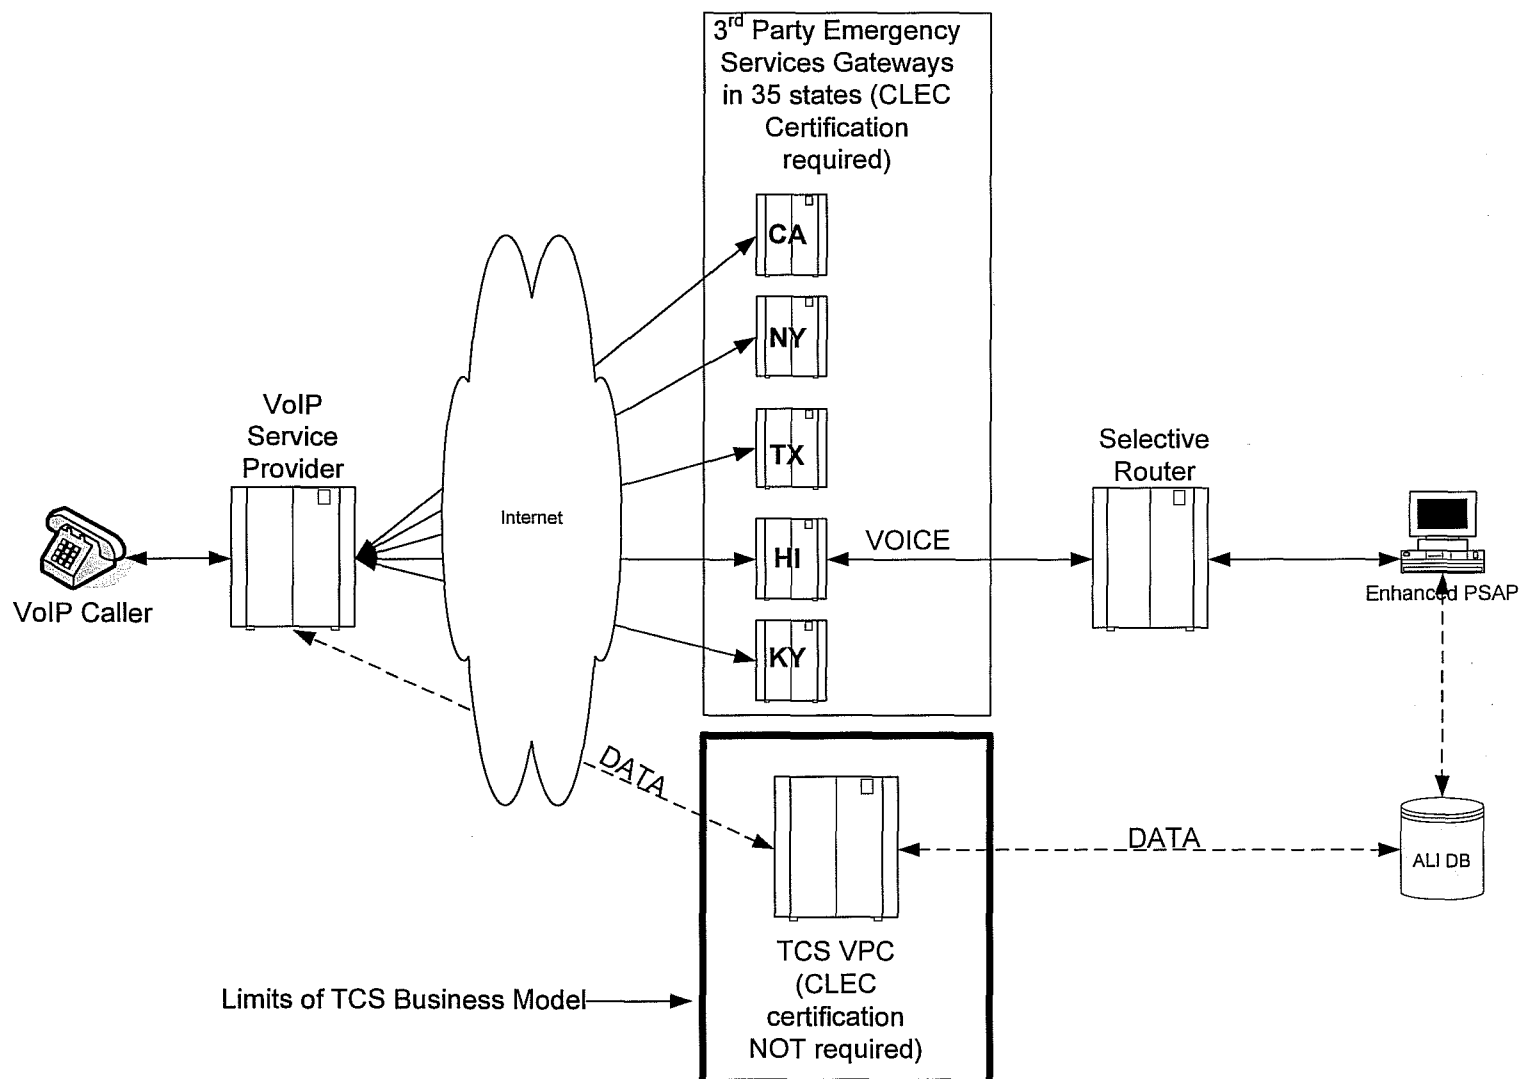 3rd Party Emergency
Services Gateways
in 35 states (CLEC
Certification
required)
CA
NY
TX
HI
KY
VOICE
VoIP
Service
Provider
VoIP Caller
Internet
Selective
Router
Enhanced PSAP
DATA
DATA
ALI DB
TCS VPC
(CLEC
certification
NOT required)
Limits of TCS Business Model